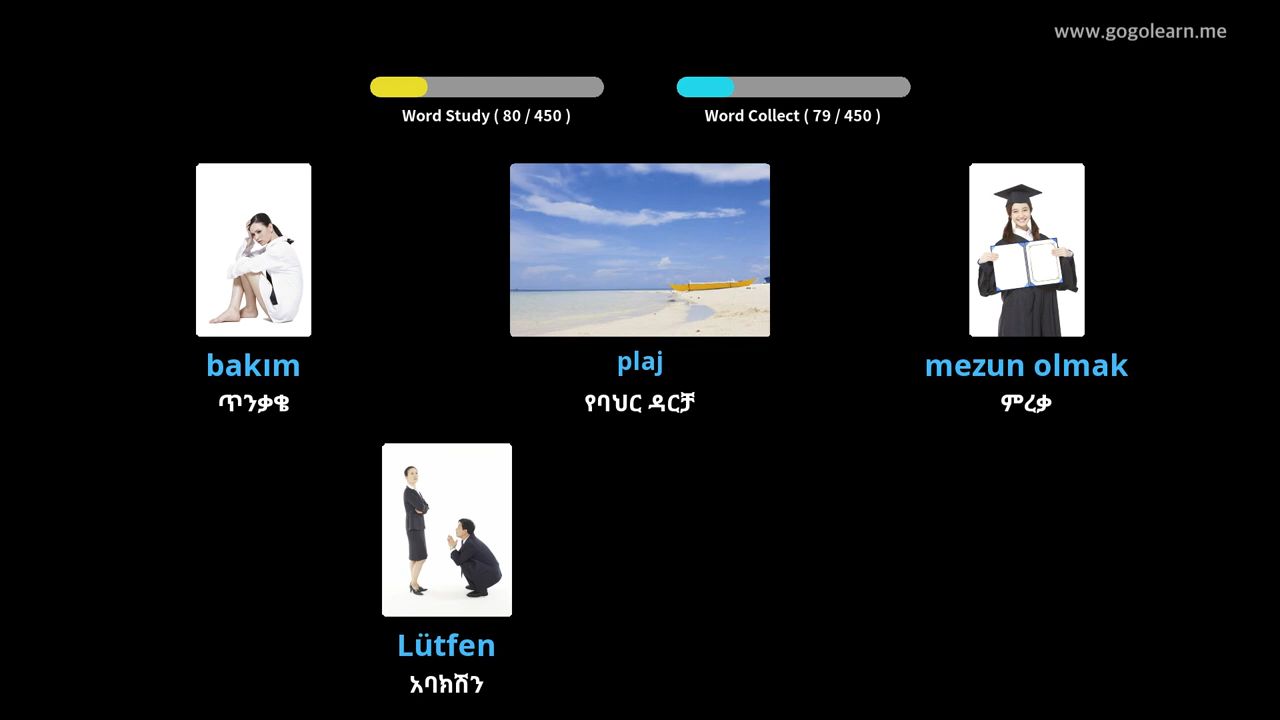 www.gogolearn.me
Word Study ( 80 / 450 )
Word Collect ( 79 / 450 )
bakım
ጥንቃቄ
plaj
የባህር ዳርቻ
mezun olmak
ምረቃ
Lütfen
አባክሽን